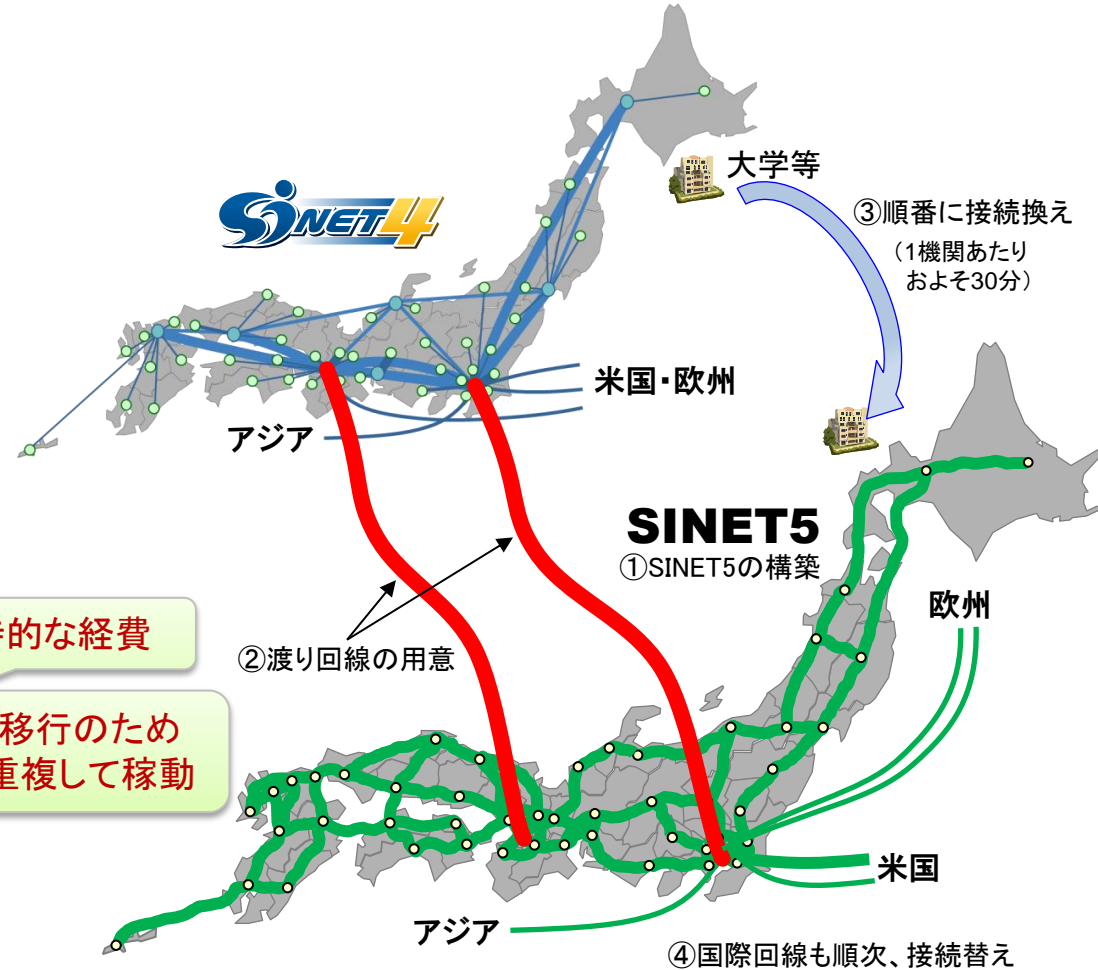 SINET4
大学等
③順番に接続換え
（1機関あたり
およそ30分）
米国・欧州
アジア
SINET5
①SINET5の構築
欧州
②渡り回線の用意
的な経費
移行のため
重複して稼動
米国
アジア
④国際回線も順次、接続替え